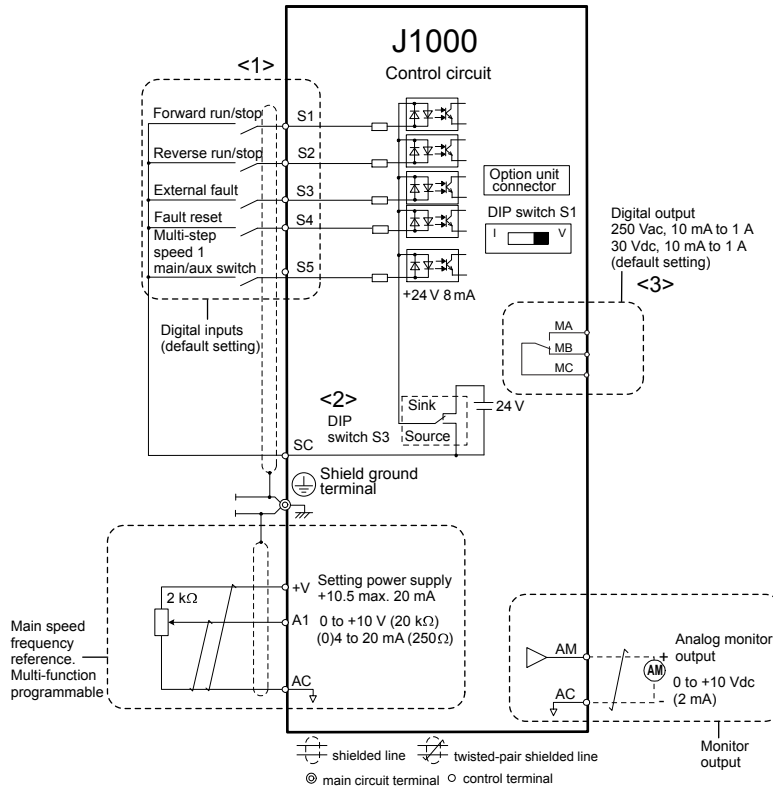 J1000
Control circuit
<1>
Forward run/stop
S1
Reverse run/stop
S2
External fault
S3
Fault reset
S4
Multi-step
speed 1
main/aux switch
S5
Digital inputs
(default setting)
+24 V 8 mA
Option unit
connector
DIP switch S1
I
V
Digital output
250 Vac, 10 mA to 1 A
30 Vdc, 10 mA to 1 A
(default setting)
<3>
MA
MB
MC
<2>
DIP
switch S3
Sink
Source
24 V
SC
Shield ground
terminal
Main speed
frequency
reference.
Multi-function
programmable
2 kΩ
+V
Setting power supply
+10.5 max. 20 mA
A1
0 to +10 V (20 kΩ)
(0)4 to 20 mA (250Ω)
AC
AM
AC
+
AM
-
Analog monitor
output
0 to +10 Vdc
(2 mA)
Monitor
output
shielded line
twisted-pair shielded line
main circuit terminal
control terminal